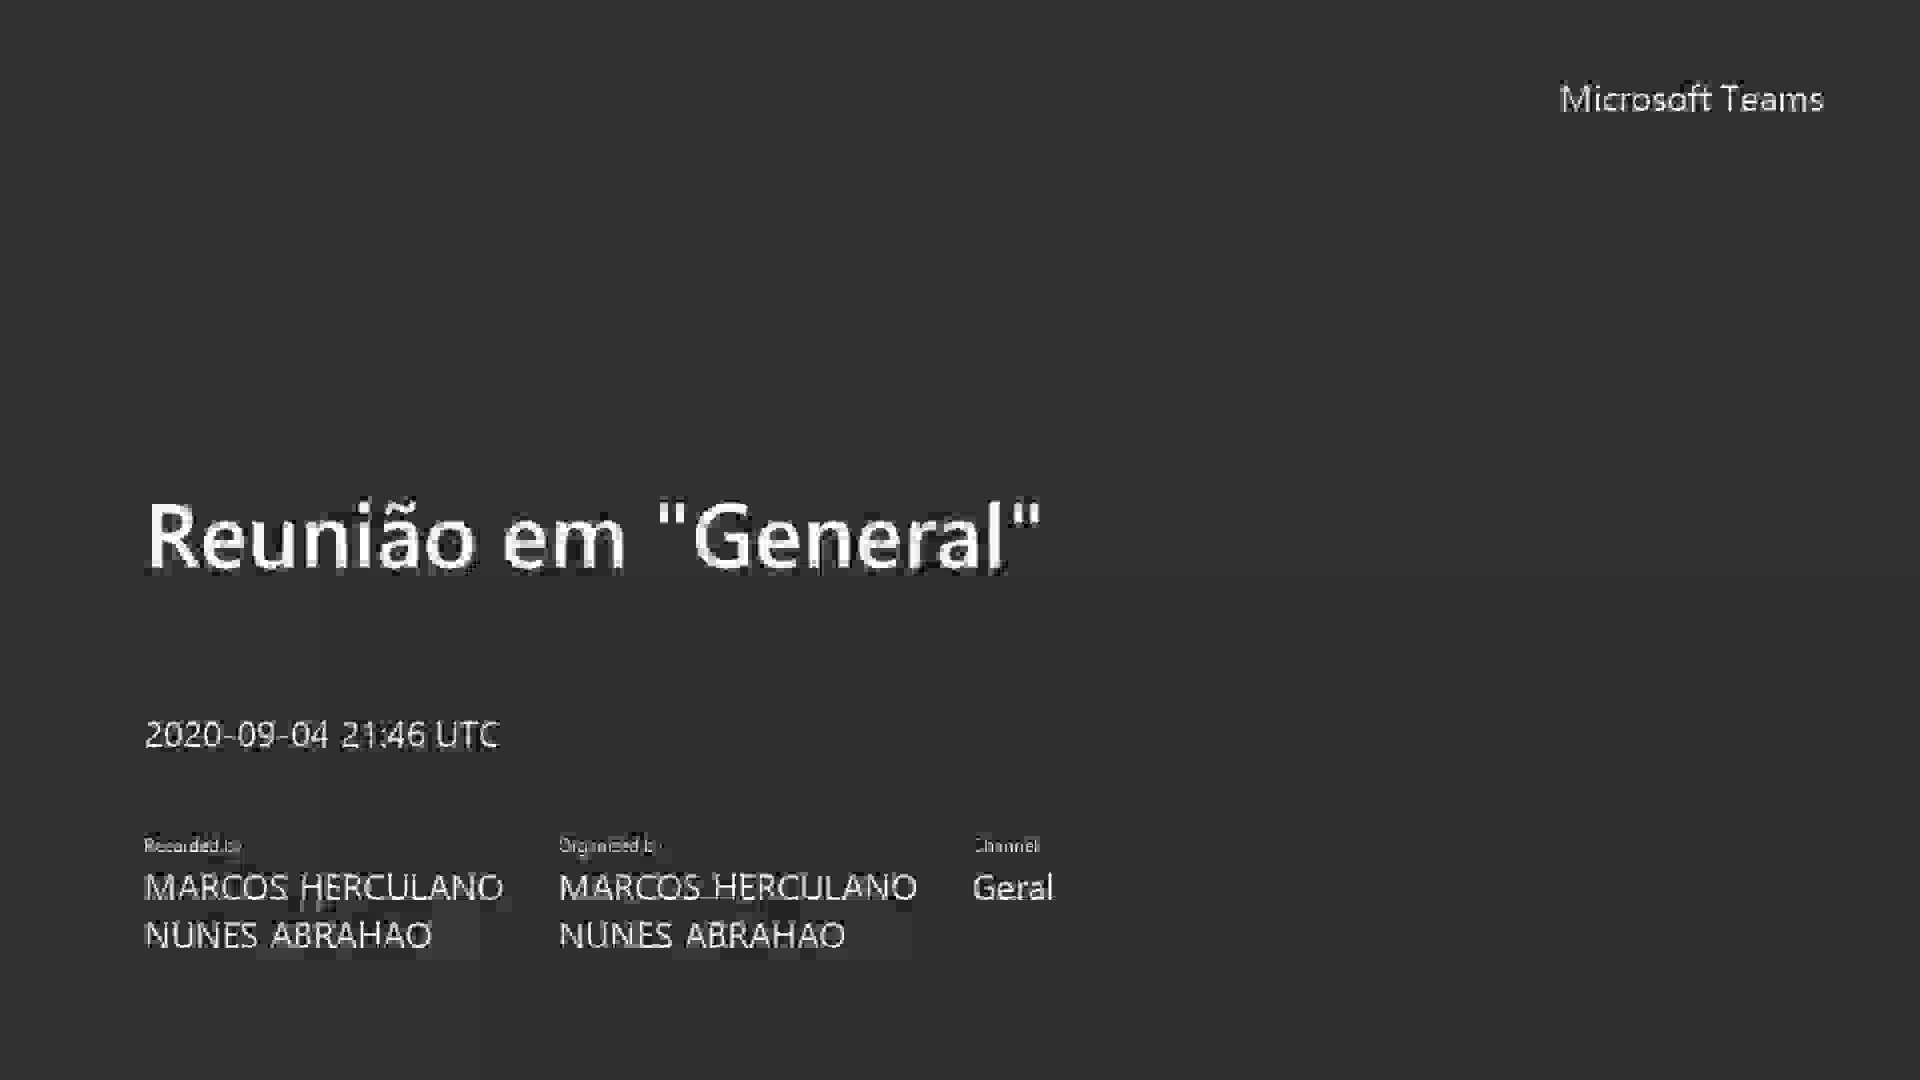 Microsoft Teams
Reunião em "General"
2020-09-04 21:46 UTC
Recorded by
Organized by
Channel
MARCOS HERCULANO
MARCOS HERCULANO
Geral
NUNES ABRAHAO
NUNES ABRAHAO